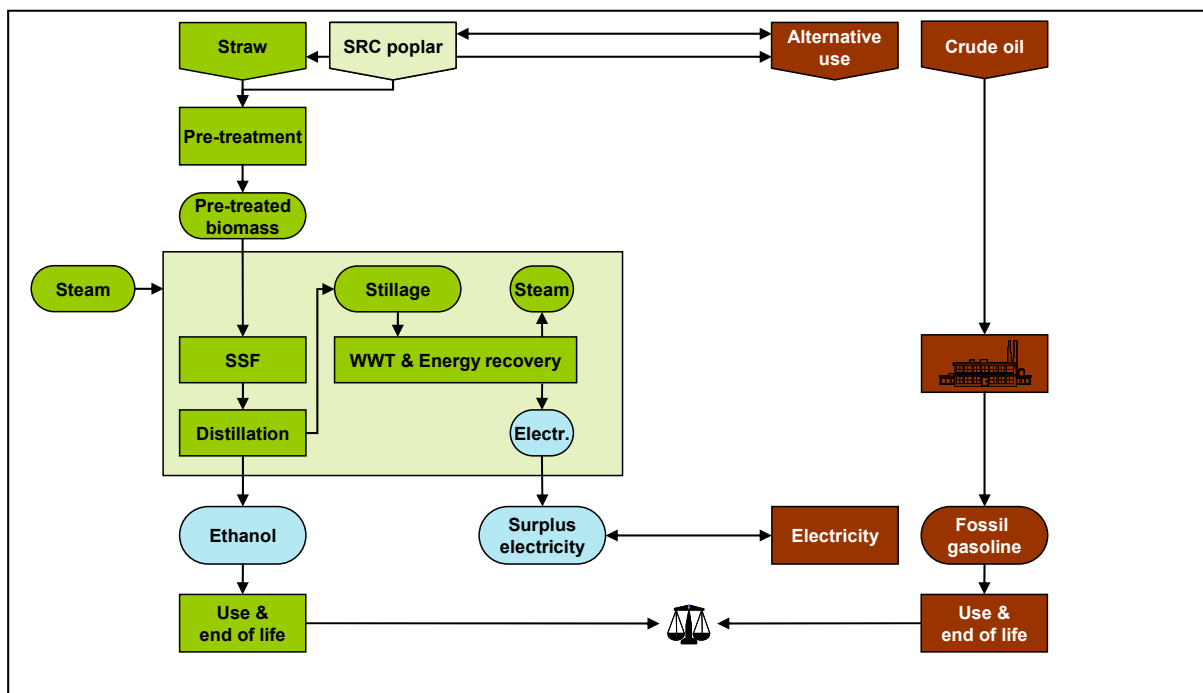 Straw
SRC poplar
Alternative
use
Crude oil
Pre-treatment
Pre-treated
biomass
Steam
Stillage
Steam
SSF
WWT & Energy recovery
Distillation
Electr.
Ethanol
Surplus
electricity
Electricity
Fossil
gasoline
Use &
end of life
Use &
end of life